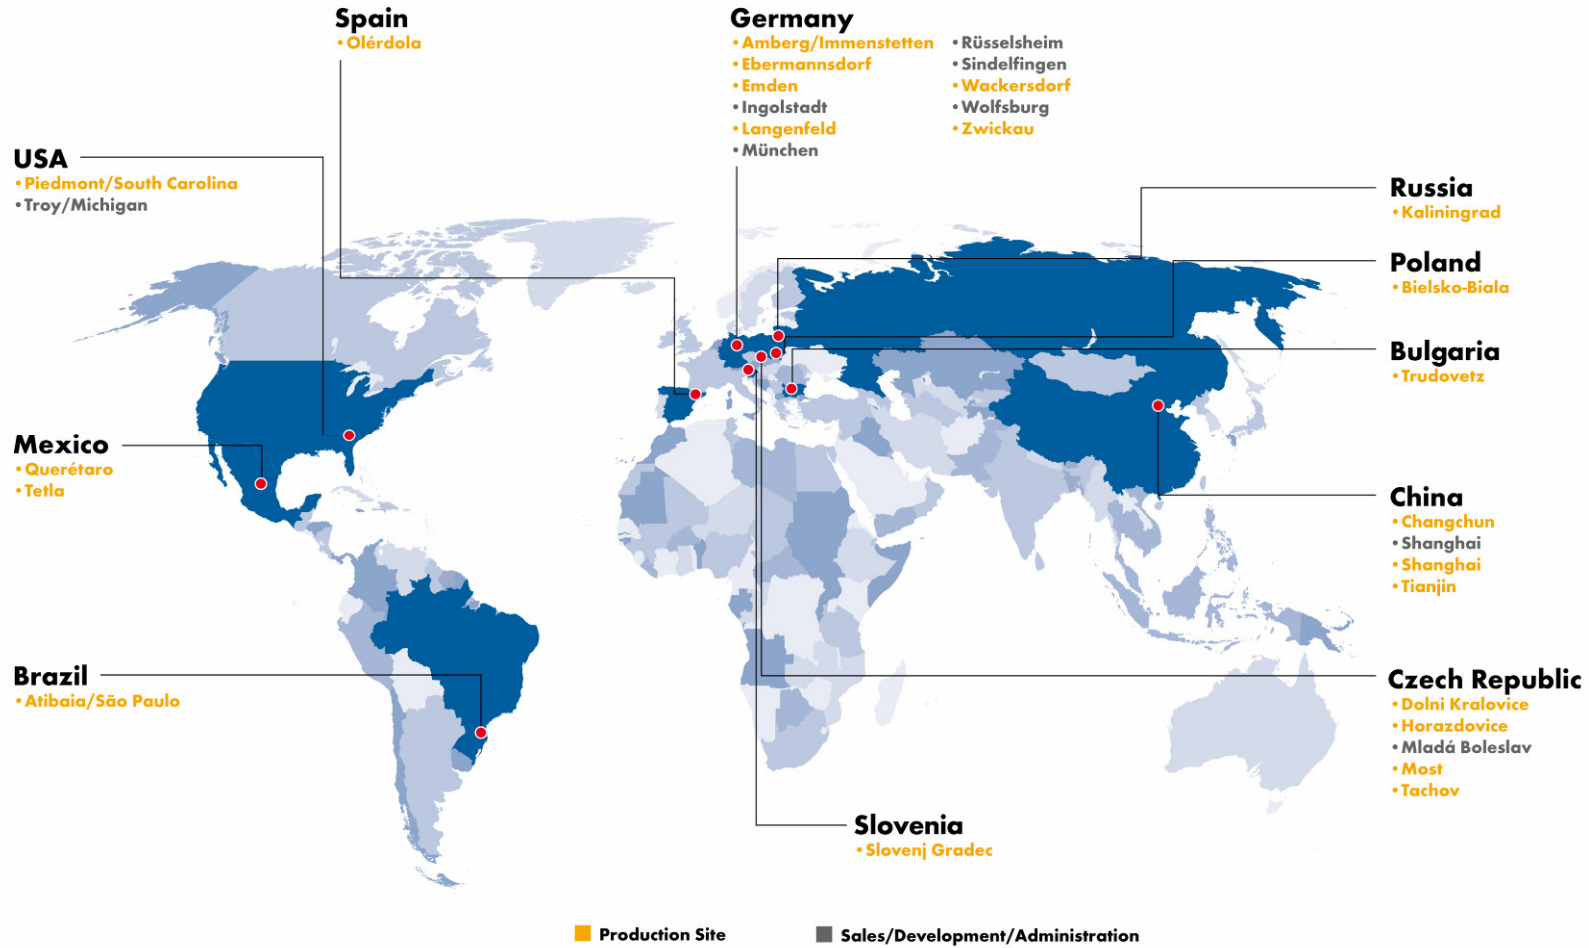 Spain
• Olérdola
Germany
• Amberg/Immenstetten
• Ebermannsdorf
• Emden
• Ingolstadt
• Langenfeld
• München
• Rüsselsheim
• Sindelfingen
• Wackersdorf
• Wolfsburg
• Zwickau
USA
• Piedmont/South Carolina
• Troy/Michigan
Russia
• Kaliningrad
Poland
• Bielsko-Biala
Bulgaria
• Trudovetz
Mexico
• Querétaro
• Tetla
China
• Changchun
• Shanghai
• Shanghai
• Tianjin
Brazil
• Atibaia/São Paulo
Czech Republic
• Dolni Kralovice
• Horazdovice
• Mladá Boleslav
• Most
• Tachov
Slovenia
• Slovenj Gradec
Production Site
Sales/Development/Administration